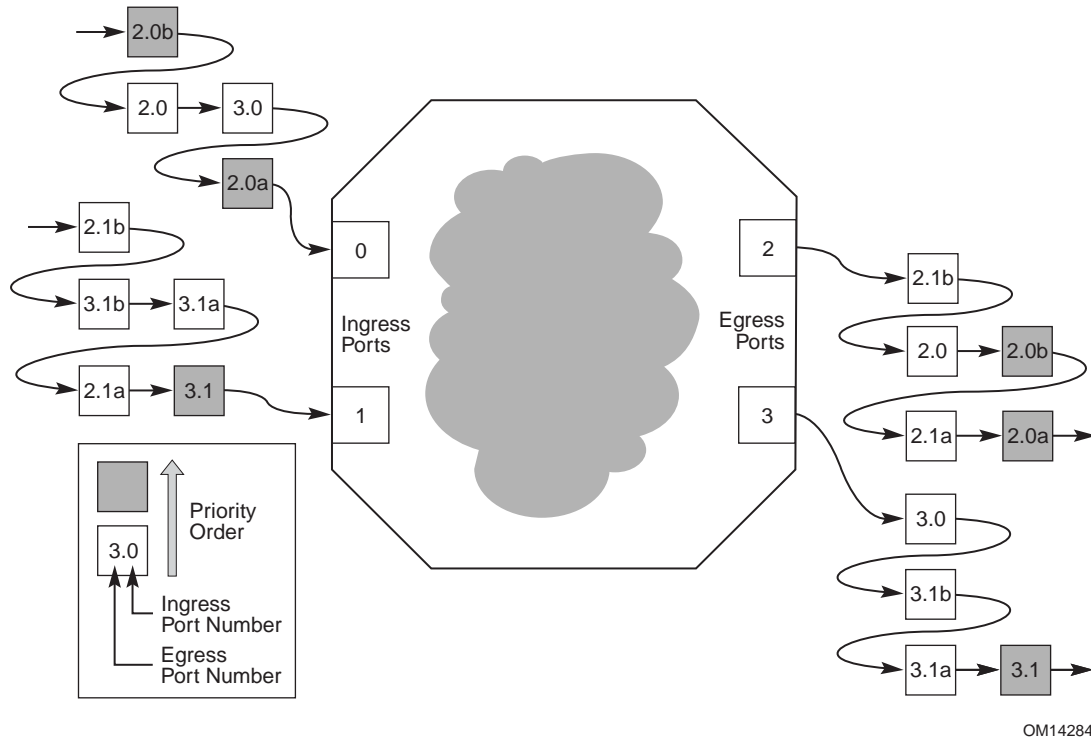 2.0b
2.0
3.0
2.0a
2.1b
3.1b
3.1a
2.1a
3.1
0
Ingress
Ports
1
2
Egress
Ports
3
2.1b
2.0
2.0b
2.1a
2.0a
3.0
3.1b
3.1a
3.1
Priority
Order
3.0
Ingress
Port Number
Egress
Port Number
OM14284